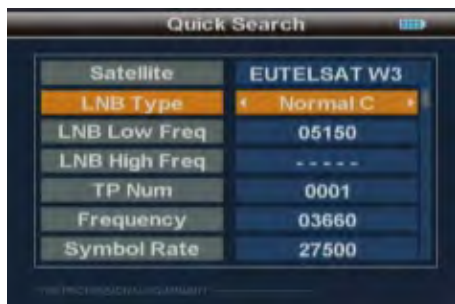 Quick Search
Satellite EUTELSAT W3
LNB Type Normal C
LNB Low Freq 05150
LNB High Freq -----
TP Num 0001
Frequency 03660
Symbol Rate 27500